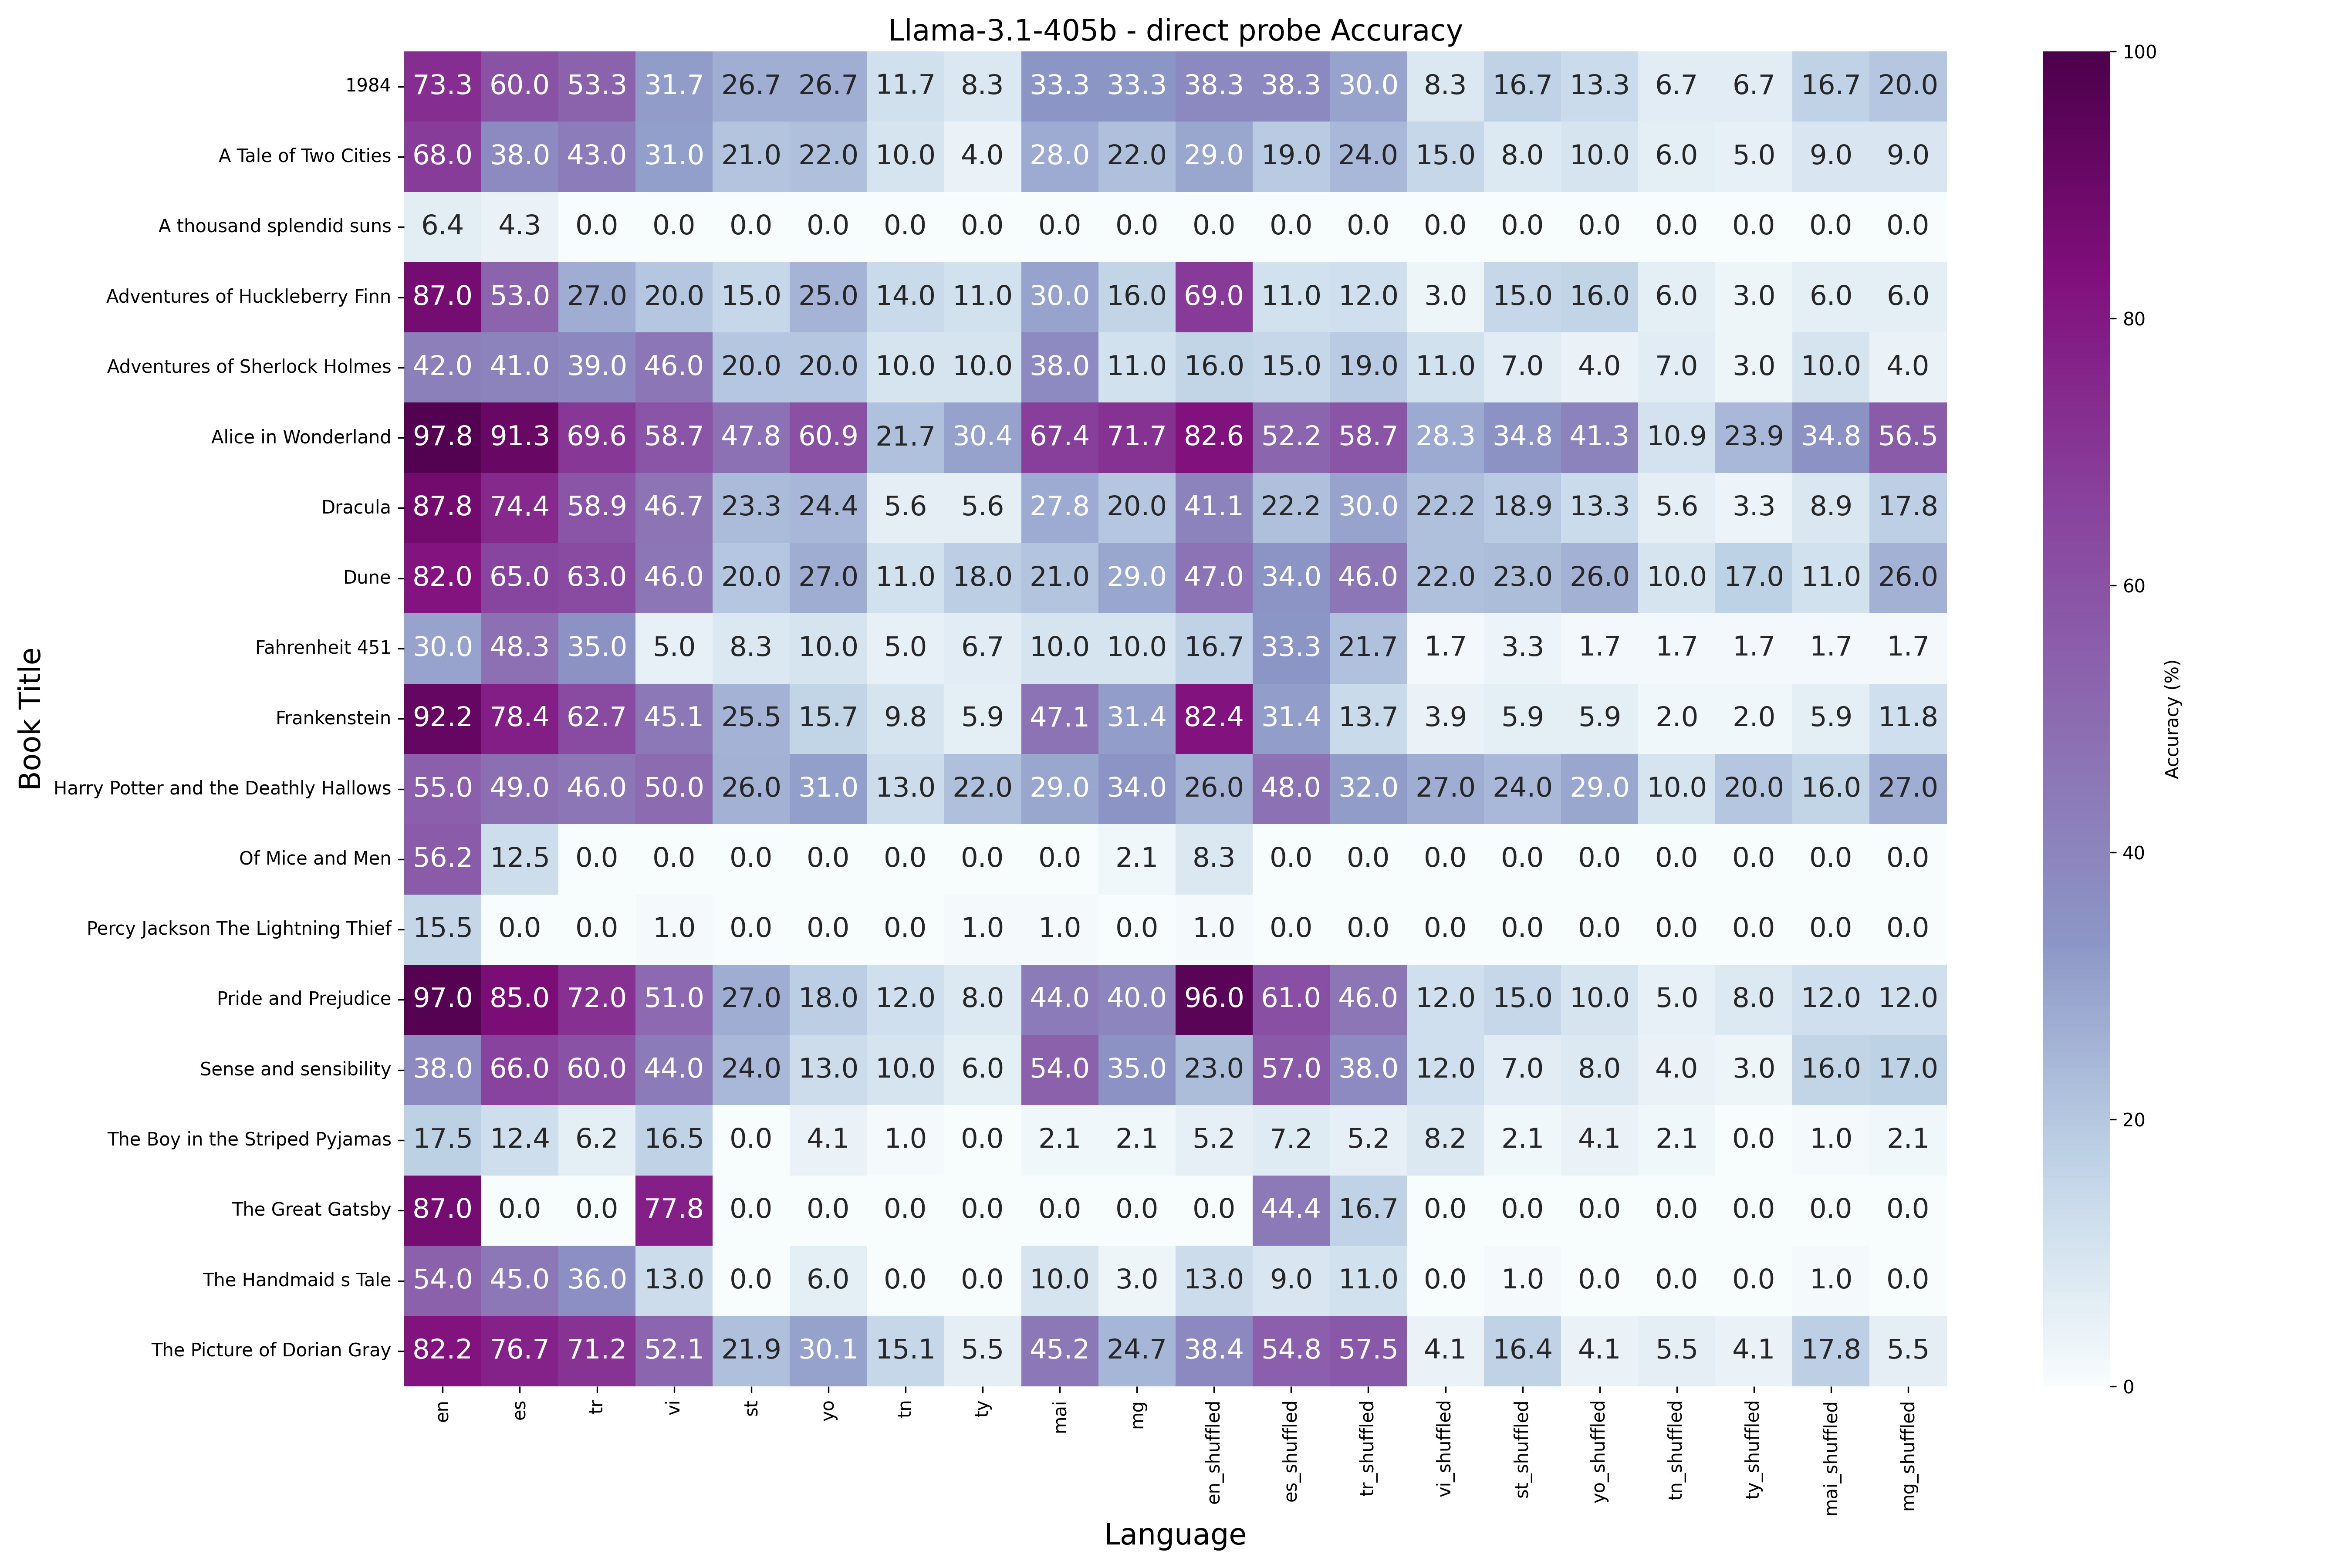 Llama-3.1-405b - direct probe Accuracy
1984 73.3 60.0 53.3 31.7 26.7 26.7 11.7 8.3 33.3 33.3 38.3 38.3 30.0 8.3 16.7 13.3 6.7 6.7 16.7 20.0
A Tale of Two Cities 68.0 38.0 43.0 31.0 21.0 22.0 10.0 4.0 28.0 22.0 29.0 19.0 24.0 15.0 8.0 10.0 6.0 5.0 9.0 9.0
A thousand splendid suns 6.4 4.3 0.0 0.0 0.0 0.0 0.0 0.0 0.0 0.0 0.0 0.0 0.0 0.0 0.0 0.0 0.0 0.0 0.0 0.0
Adventures of Huckleberry Finn 87.0 53.0 27.0 20.0 15.0 25.0 14.0 11.0 30.0 16.0 69.0 11.0 12.0 3.0 15.0 16.0 6.0 3.0 6.0 6.0
Adventures of Sherlock Holmes 42.0 41.0 39.0 46.0 20.0 20.0 10.0 10.0 38.0 11.0 16.0 15.0 19.0 11.0 7.0 4.0 7.0 3.0 10.0 4.0
Alice in Wonderland 97.8 91.3 69.6 58.7 47.8 60.9 21.7 30.4 67.4 71.7 82.6 52.2 58.7 28.3 34.8 41.3 10.9 23.9 34.8 56.5
Dracula 87.8 74.4 58.9 46.7 23.3 24.4 5.6 5.6 27.8 20.0 41.1 22.2 30.0 22.2 18.9 13.3 5.6 3.3 8.9 17.8
Dune 82.0 65.0 63.0 46.0 20.0 27.0 11.0 18.0 21.0 29.0 47.0 34.0 46.0 22.0 23.0 26.0 10.0 17.0 11.0 26.0
Fahrenheit 451 30.0 48.3 35.0 5.0 8.3 10.0 5.0 6.7 10.0 10.0 16.7 33.3 21.7 1.7 3.3 1.7 1.7 1.7 1.7 1.7
Frankenstein 92.2 78.4 62.7 45.1 25.5 15.7 9.8 5.9 47.1 31.4 82.4 31.4 13.7 3.9 5.9 5.9 2.0 2.0 5.9 11.8
Harry Potter and the Deathly Hallows 55.0 49.0 46.0 50.0 26.0 31.0 13.0 22.0 29.0 34.0 26.0 48.0 32.0 27.0 24.0 29.0 10.0 20.0 16.0 27.0
Of Mice and Men 56.2 12.5 0.0 0.0 0.0 0.0 0.0 0.0 0.0 2.1 8.3 0.0 0.0 0.0 0.0 0.0 0.0 0.0 0.0 0.0
Percy Jackson The Lightning Thief 15.5 0.0 0.0 1.0 0.0 0.0 0.0 1.0 1.0 0.0 1.0 0.0 0.0 0.0 0.0 0.0 0.0 0.0 0.0 0.0
Pride and Prejudice 97.0 85.0 72.0 51.0 27.0 18.0 12.0 8.0 44.0 40.0 96.0 61.0 46.0 12.0 15.0 10.0 5.0 8.0 12.0 12.0
Sense and sensibility 38.0 66.0 60.0 44.0 24.0 13.0 10.0 6.0 54.0 35.0 23.0 57.0 38.0 12.0 7.0 8.0 4.0 3.0 16.0 17.0
The Boy in the Striped Pyjamas 17.5 12.4 6.2 16.5 0.0 4.1 1.0 0.0 2.1 2.1 5.2 7.2 5.2 8.2 2.1 4.1 2.1 0.0 1.0 2.1
The Great Gatsby 87.0 0.0 0.0 77.8 0.0 0.0 0.0 0.0 0.0 0.0 0.0 44.4 16.7 0.0 0.0 0.0 0.0 0.0 0.0 0.0
The Handmaid s Tale 54.0 45.0 36.0 13.0 0.0 6.0 0.0 0.0 10.0 3.0 13.0 9.0 11.0 0.0 1.0 0.0 0.0 0.0 1.0 0.0
The Picture of Dorian Gray 82.2 76.7 71.2 52.1 21.9 30.1 15.1 5.5 45.2 24.7 38.4 54.8 57.5 4.1 16.4 4.1 5.5 4.1 17.8 5.5
en es tr vi st yo tn ty mai mg en_shuffled es_shuffled tr_shuffled vi_shuffled st_shuffled yo_shuffled tn_shuffled ty_shuffled mai_shuffled mg_shuffled
Language
Book Title
100
80
60
40
20
0
Accuracy (%)